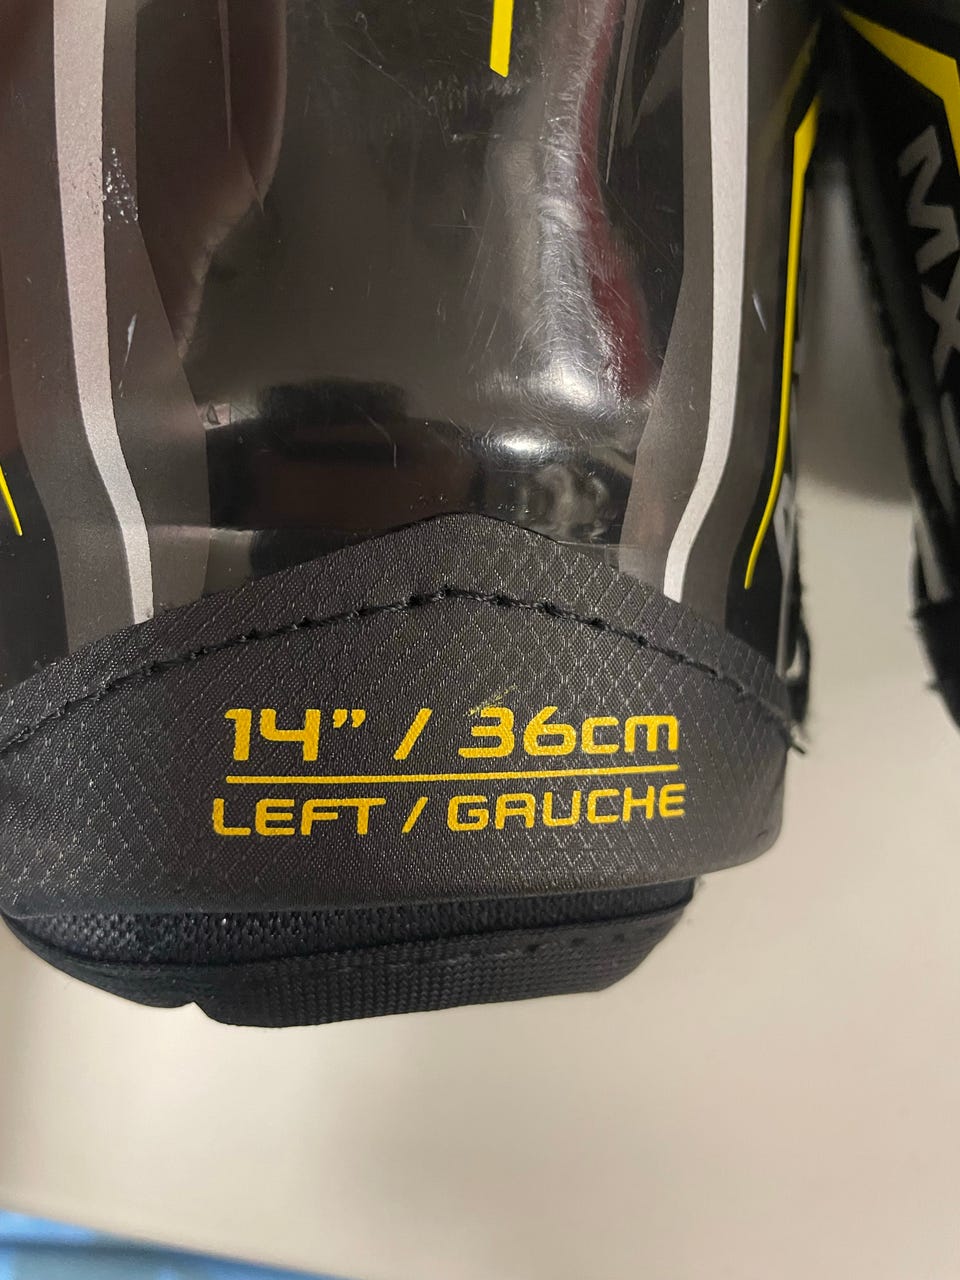 14” / 36cm
LEFT / GAUCHE